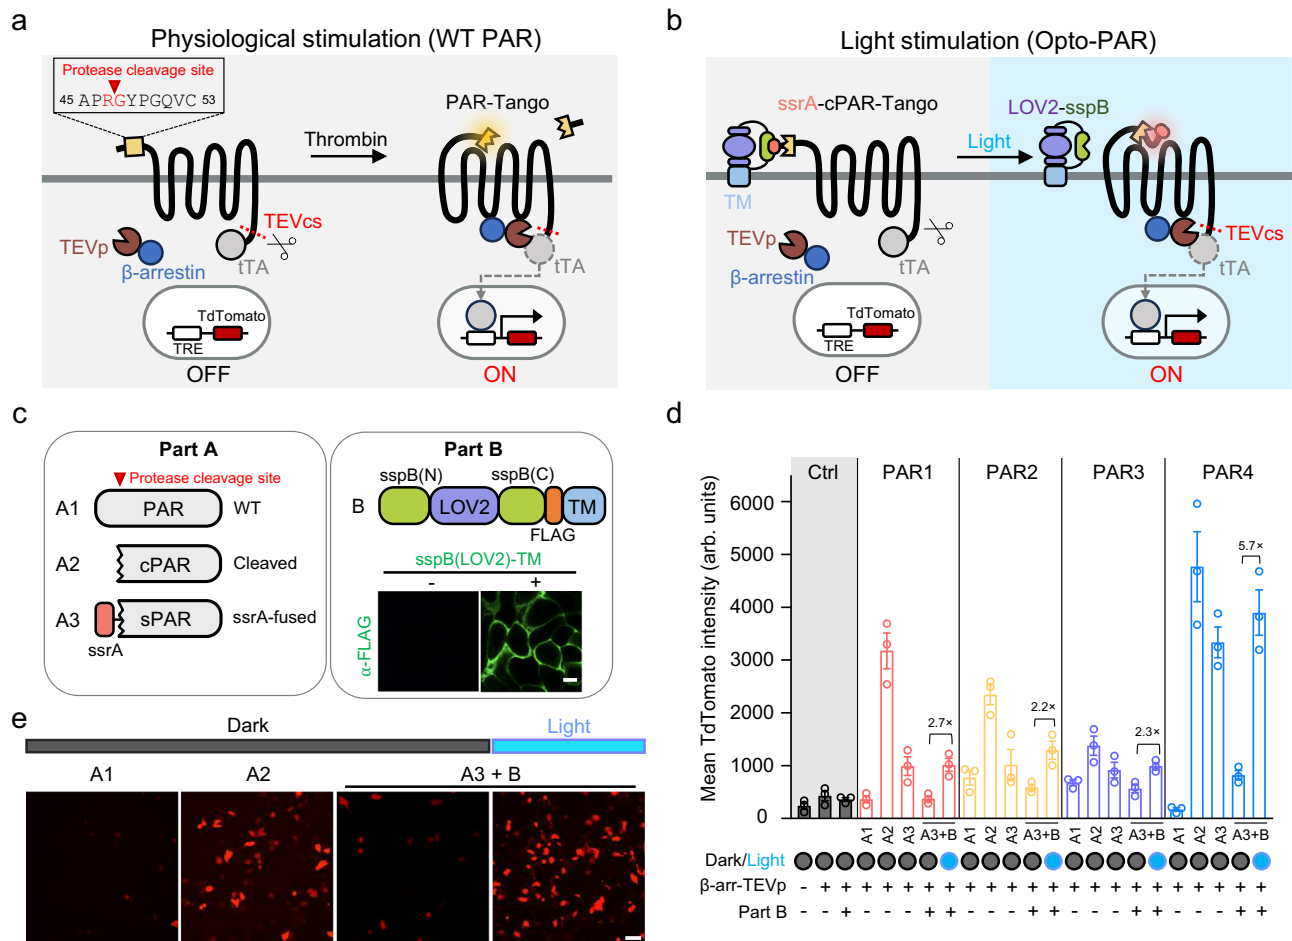 a
Physiological stimulation (WT PAR)
Protease cleavage site
45 APRGYPGQVC 53
Thrombin
PAR-Tango
TEVcs
TEVp
β-arrestin
tTA
tTA
TdTomato
TRE
OFF
ON
b
Light stimulation (Opto-PAR)
ssrA-cPAR-Tango
LOV2-sspB
Light
TM
TEVp
β-arrestin
tTA
TEVcs
tTA
TdTomato
TRE
OFF
ON
c
Part A
Protease cleavage site
A1 PAR WT
A2 cPAR Cleaved
A3 sPAR ssrA-fused
ssrA
Part B
sspB(N) sspB(C)
B LOV2 TM
FLAG
sspB(LOV2)-TM
- +
α-FLAG
d
Ctrl PAR1 PAR2 PAR3 PAR4
Mean TdTomato intensity (arb. units)
6000
5000
4000
3000
2000
1000
0
2.7× 2.2× 2.3× 5.7×
A1 A2 A3 A3+B A1 A2 A3 A3+B A1 A2 A3 A3+B A1 A2 A3 A3+B
Dark/Light
β-arr-TEVp - + + + + + + + + + + + + + + + + + + + + + +
Part B - - + - - - + + - - - + + - - - + + - - - + +
e
Dark Light
A1 A2 A3 + B